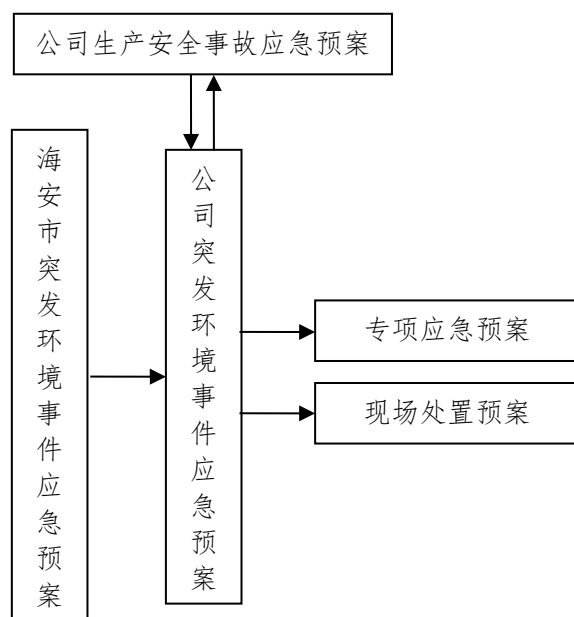 公司生产安全事故应急预案
海安市突发环境事件应急预案
公司突发环境事件应急预案
专项应急预案
现场处置预案